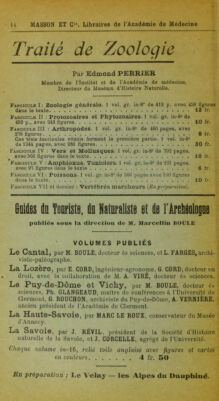 14 MASSON ET Cie, Libraires de l'Académie de Médecine
Traité de Zoologie
Par Edmond PERRIER
Membre de l'Institut et de l'Académie de médecine,
Directeur du Muséum d'Histoire Naturelle.
FASCICULE I : Zoologie générale. 1 vol. gr. in-8° de 412 p. avec 458 figures
dans le texte
FASCICULE II : Protozoaires et Phytozoaires. 1 vol. gr. in-8° de
avec 243 figures
FASCICULE III : Arthropodes. 1 vol. gr. in-8° de 480 pages, avec
278 figures
Ces trois fascicules réunis forment la première partie. 1 vol. in-8°
de 1344 pages, avec 980 figures
FASCICULE IV : Vers et Mollusques. 1 vol. gr. in-8° de 792 pages,
avec 566 figures dans le texte
FASCICULE V : Amphioxus. Tuniciers. 1 vol. gr. in-8° de 221 pages,
avec 97 figures dans le texte
FASCICULE VI : Poissons. 1 vol. gr. in-8° de 366 pages avec 206 figures
dans le texte
FASCICULE VII et dernier : Vertébrés marcheurs (En préparation).
Guides du Touriste, du Naturaliste et de l'Archéologue
publiés sous la direction de M. Marcellin BOULE
VOLUMES PUBLIÉS
Le Cantal, par M. BOULE, docteur ès sciences, et L. FARGES, archi-
viste-paléographe.
La Lozère, par E. CORD, ingénieur-agronome, G. CORD, docteur en
droit, avec la collaboration de M. A. VIRÉ, docteur ès sciences.
Le Puy-de-Dôme et Vichy, par M. BOULE, docteur ès
sciences, Ph. GLANGEAUD, maître de conférences à l'Université de
Clermont, G. ROUCHON, archiviste du Puy-de-Dôme, A. VERNIÈRE,
ancien président de l'Académie de Clermont.
La Haute-Savoie, par MARC LE ROUX, conservateur du Musée
d'Annecy.
La Savoie, par J. RÉVIL, président de la Société d'Histoire
naturelle de la Savoie, et J. CORCELLE, agrégé de l'Université.
Chaque volume in-16, relié toile anglaise avec figures et cartes
en couleurs. 4 fr. 50
En préparation : Le Velay — les Alpes du Dauphiné.